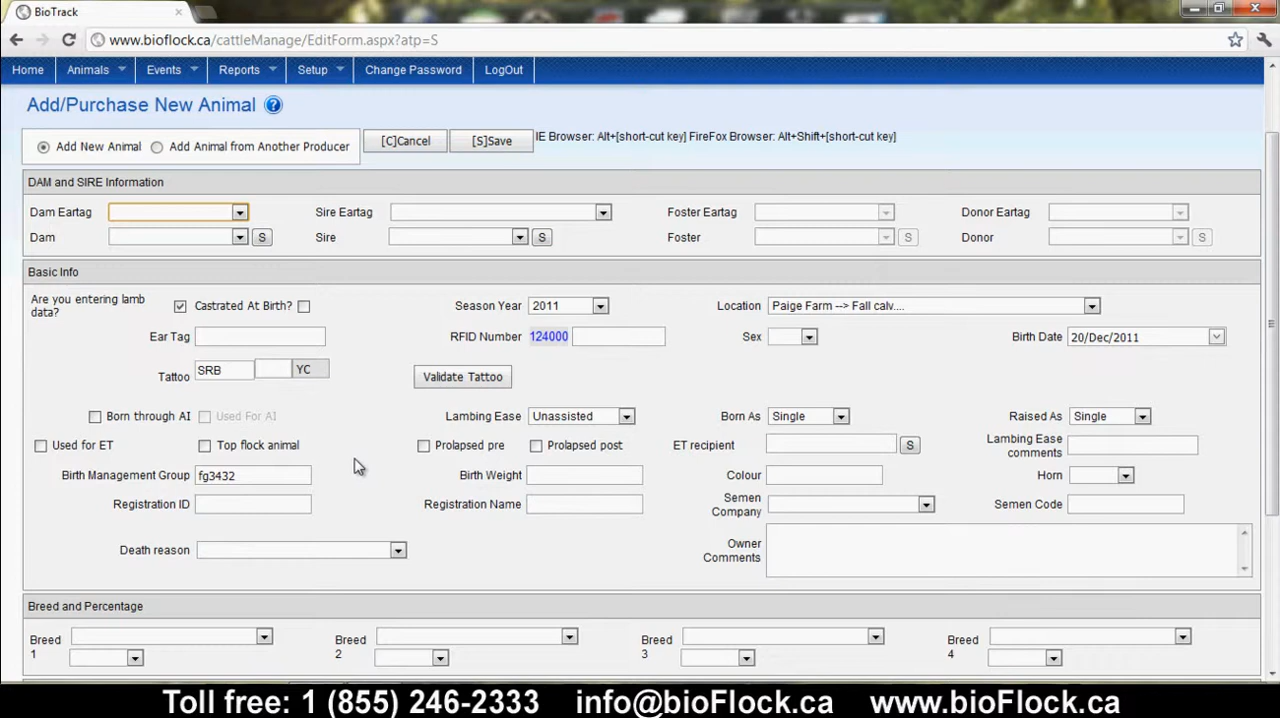 BioTrack
www.bioflock.ca/cattleManage/EditForm.aspx?atp=S
Home Animals Events Reports Setup Change Password LogOut
Add/Purchase New Animal ?
Add New Animal Add Animal from Another Producer [C]Cancel [S]Save IE Browser: Alt+[short-cut key] FireFox Browser: Alt+Shift+[short-cut key]
DAM and SIRE Information
Dam Eartag Sire Eartag Foster Eartag Donor Eartag
Dam S Sire S Foster S Donor S
Basic Info
Are you entering lamb data? Castrated At Birth? Season Year 2011 Location Paige Farm --> Fall calv....
Ear Tag RFID Number 124000 Sex Birth Date 20/Dec/2011
Tattoo SRB YC Validate Tattoo
Born through AI Used For AI Lambing Ease Unassisted Born As Single Raised As Single
Used for ET Top flock animal Prolapsed pre Prolapsed post ET recipient S Lambing Ease comments
Birth Management Group fg3432 Birth Weight Colour Horn
Registration ID Registration Name Semen Company Semen Code
Death reason Owner Comments
Breed and Percentage
Breed 1 Breed 2 Breed 3 Breed 4
Toll free: 1 (855) 246-2333 info@bioFlock.ca www.bioFlock.ca